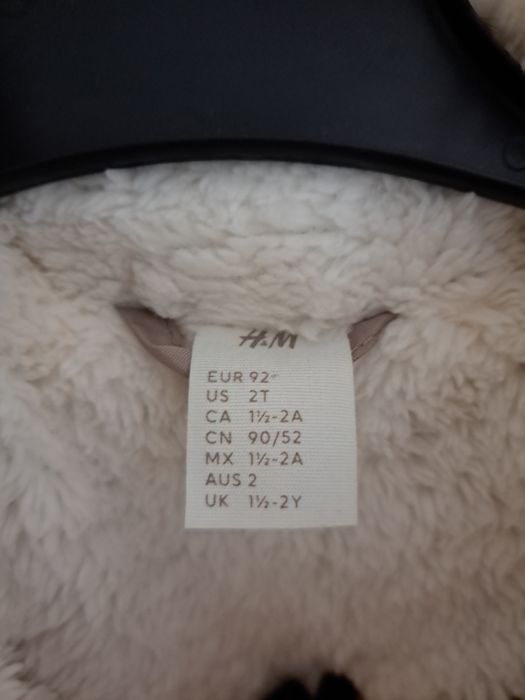 H&M
EUR 92
US 2T
CA 1½-2A
CN 90/52
MX 1½-2A
AUS 2
UK 1½-2Y